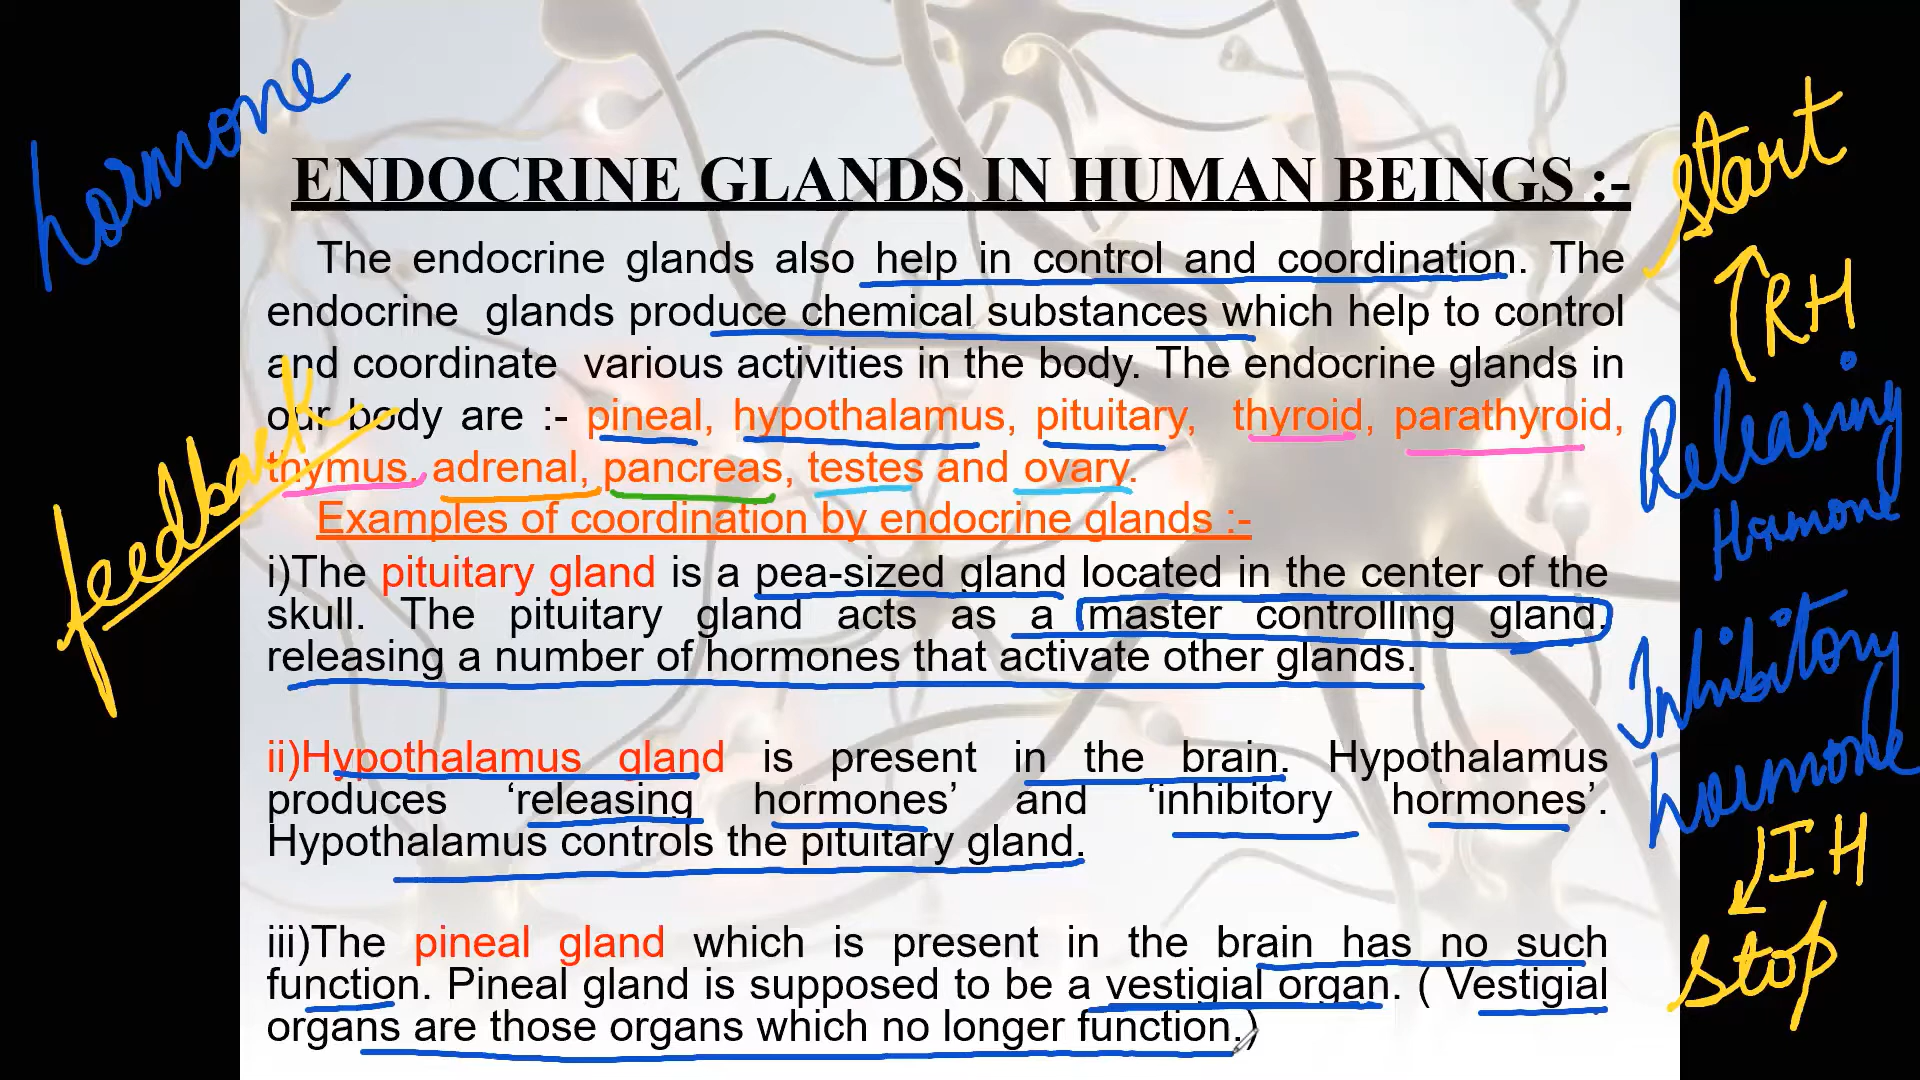 hormone
ENDOCRINE GLANDS IN HUMAN BEINGS :-
The endocrine glands also help in control and coordination. The
endocrine glands produce chemical substances which help to control
and coordinate various activities in the body. The endocrine glands in
our body are :- pineal, hypothalamus, pituitary, thyroid, parathyroid,
thymus, adrenal, pancreas, testes and ovary.
Examples of coordination by endocrine glands :-
i)The pituitary gland is a pea-sized gland located in the center of the
skull. The pituitary gland acts as a master controlling gland.
releasing a number of hormones that activate other glands.
ii)Hypothalamus gland is present in the brain. Hypothalamus
produces ‘releasing hormones’ and ‘inhibitory hormones’.
Hypothalamus controls the pituitary gland.
iii)The pineal gland which is present in the brain has no such
function. Pineal gland is supposed to be a vestigial organ. ( Vestigial
organs are those organs which no longer function.)
feedback
start
RH
Releasing
Hormone
Inhibitory
hormone
IH
stop